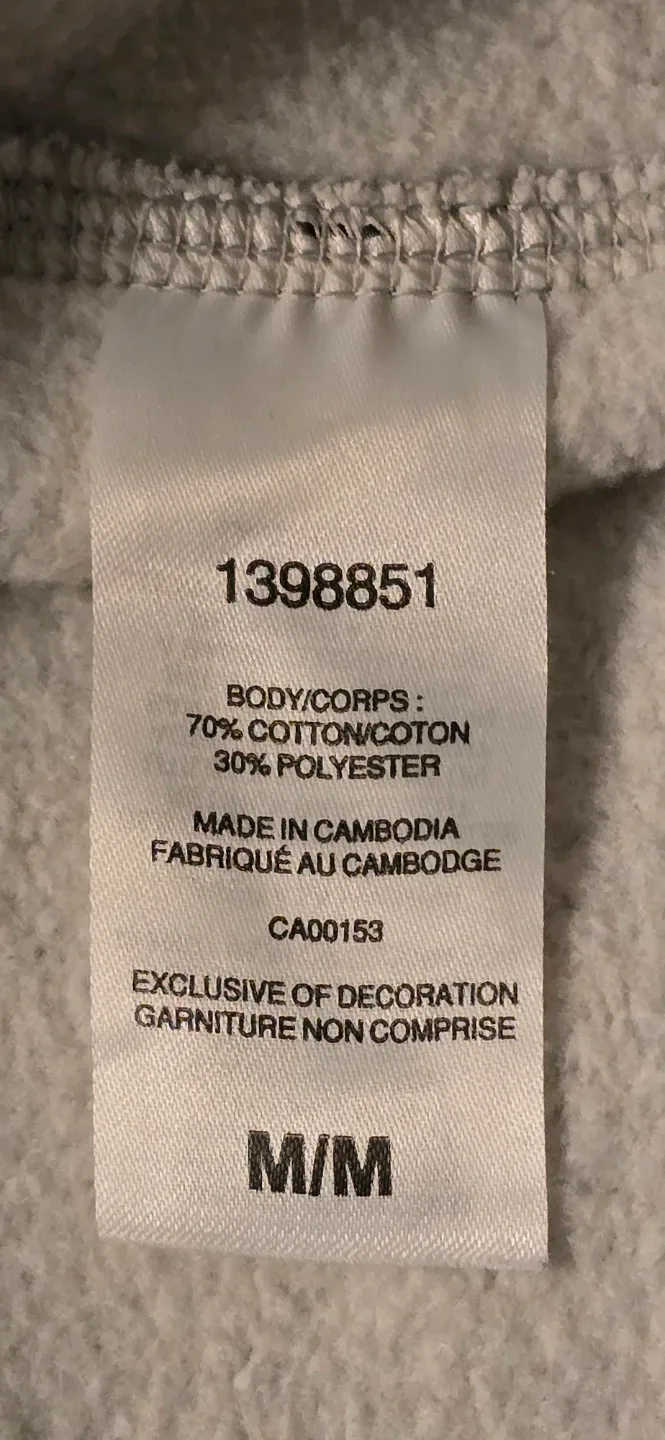 1398851
BODY/CORPS :
70% COTTON/COTON
30% POLYESTER
MADE IN CAMBODIA
FABRIQUÉ AU CAMBODGE
CA00153
EXCLUSIVE OF DECORATION
GARNITURE NON COMPRISE
M/M